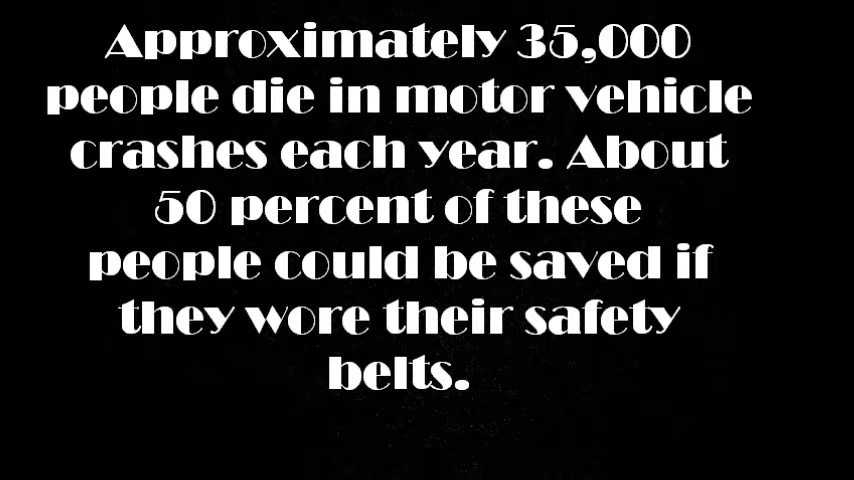 Approximately 35,000
people die in motor vehicle
crashes each year. About
50 percent of these
people could be saved if
they wore their safety
belts.